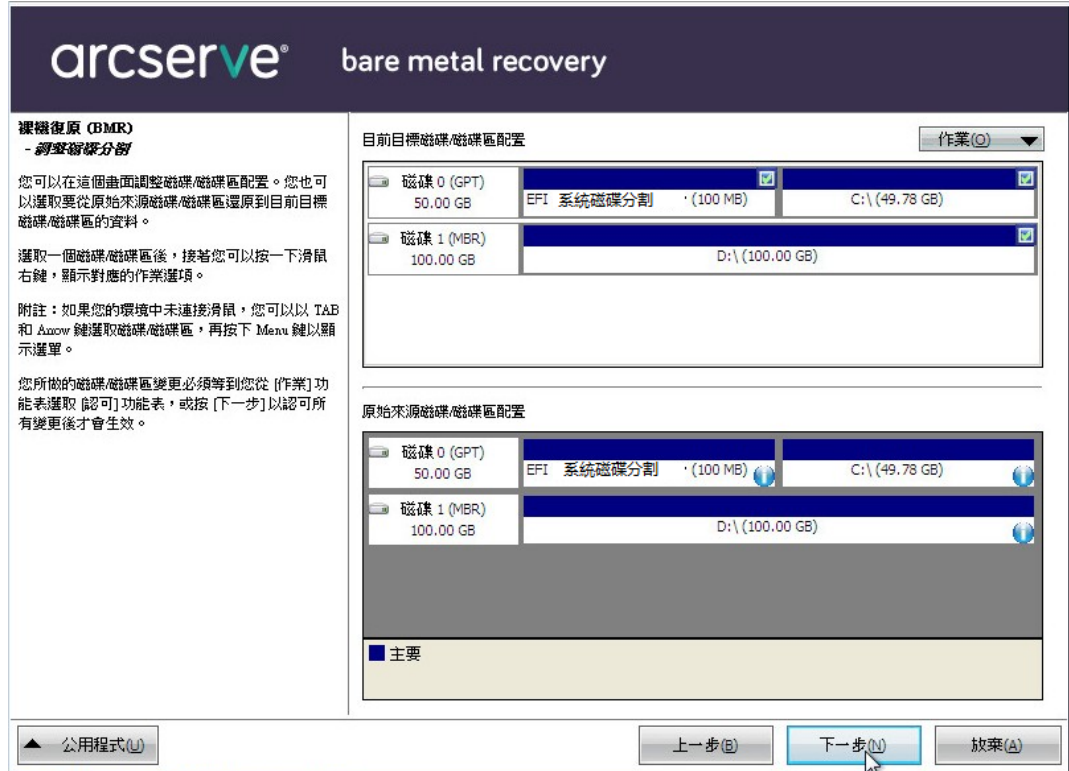 arcserve® bare metal recovery
裸機復原 (BMR)
- 調整磁碟分割
您可以在這個畫面調整磁碟/磁碟區配置。您也可
以選取要從原始來源磁碟/磁碟區還原到目前目標
磁碟/磁碟區的資料。
選取一個磁碟/磁碟區後，接著您可以按一下滑鼠
右鍵，顯示對應的作業選項。
附註：如果您的環境中未連接滑鼠，您可以以 TAB
和 Arrow 鍵選取磁碟/磁碟區，再按下 Menu 鍵以顯
示選單。
您所做的磁碟/磁碟區變更必須等到您從 [作業] 功
能表選取 [認可] 功能表，或按 [下一步] 以認可所
有變更後才會生效。
目前目標磁碟/磁碟區配置
作業(O)
磁碟 0 (GPT)
50.00 GB
EFI 系統磁碟分割 (100 MB)
C:\ (49.78 GB)
磁碟 1 (MBR)
100.00 GB
D:\ (100.00 GB)
原始來源磁碟/磁碟區配置
磁碟 0 (GPT)
50.00 GB
EFI 系統磁碟分割 (100 MB)
C:\ (49.78 GB)
磁碟 1 (MBR)
100.00 GB
D:\ (100.00 GB)
主要
公用程式(U)
上一步(B)
下一步(N)
放棄(A)